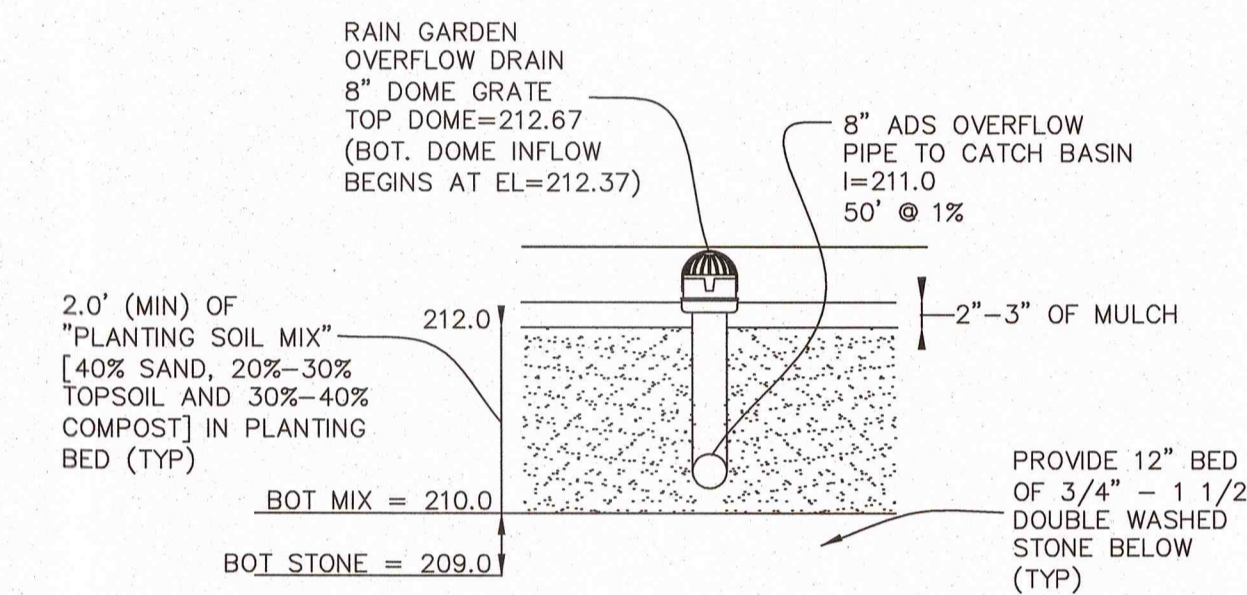 RAIN GARDEN
OVERFLOW DRAIN
8" DOME GRATE
TOP DOME=212.67
(BOT. DOME INFLOW
BEGINS AT EL=212.37)
8" ADS OVERFLOW
PIPE TO CATCH BASIN
I=211.0
50' @ 1%
2.0' (MIN) OF
"PLANTING SOIL MIX"
[40% SAND, 20%-30%
TOPSOIL AND 30%-40%
COMPOST] IN PLANTING
BED (TYP)
212.0
2"-3" OF MULCH
BOT MIX = 210.0
BOT STONE = 209.0
PROVIDE 12" BED
OF 3/4" - 1 1/2
DOUBLE WASHED
STONE BELOW
(TYP)